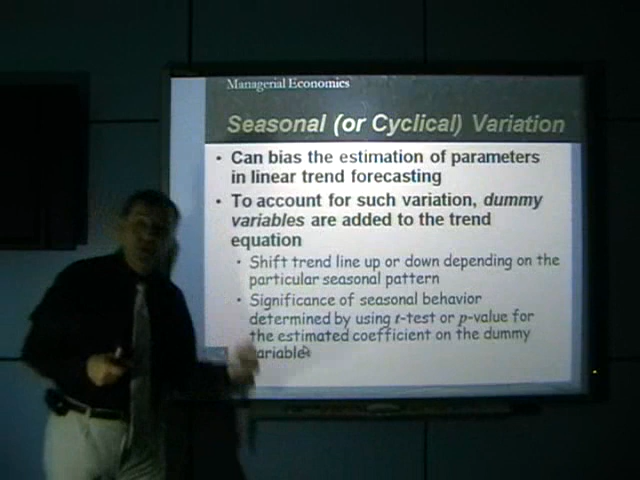 Managerial Economics
Seasonal (or Cyclical) Variation
• Can bias the estimation of parameters
in linear trend forecasting
• To account for such variation, dummy
variables are added to the trend
equation
• Shift trend line up or down depending on the
particular seasonal pattern
• Significance of seasonal behavior
determined by using t-test or p-value for
the estimated coefficient on the dummy
variable